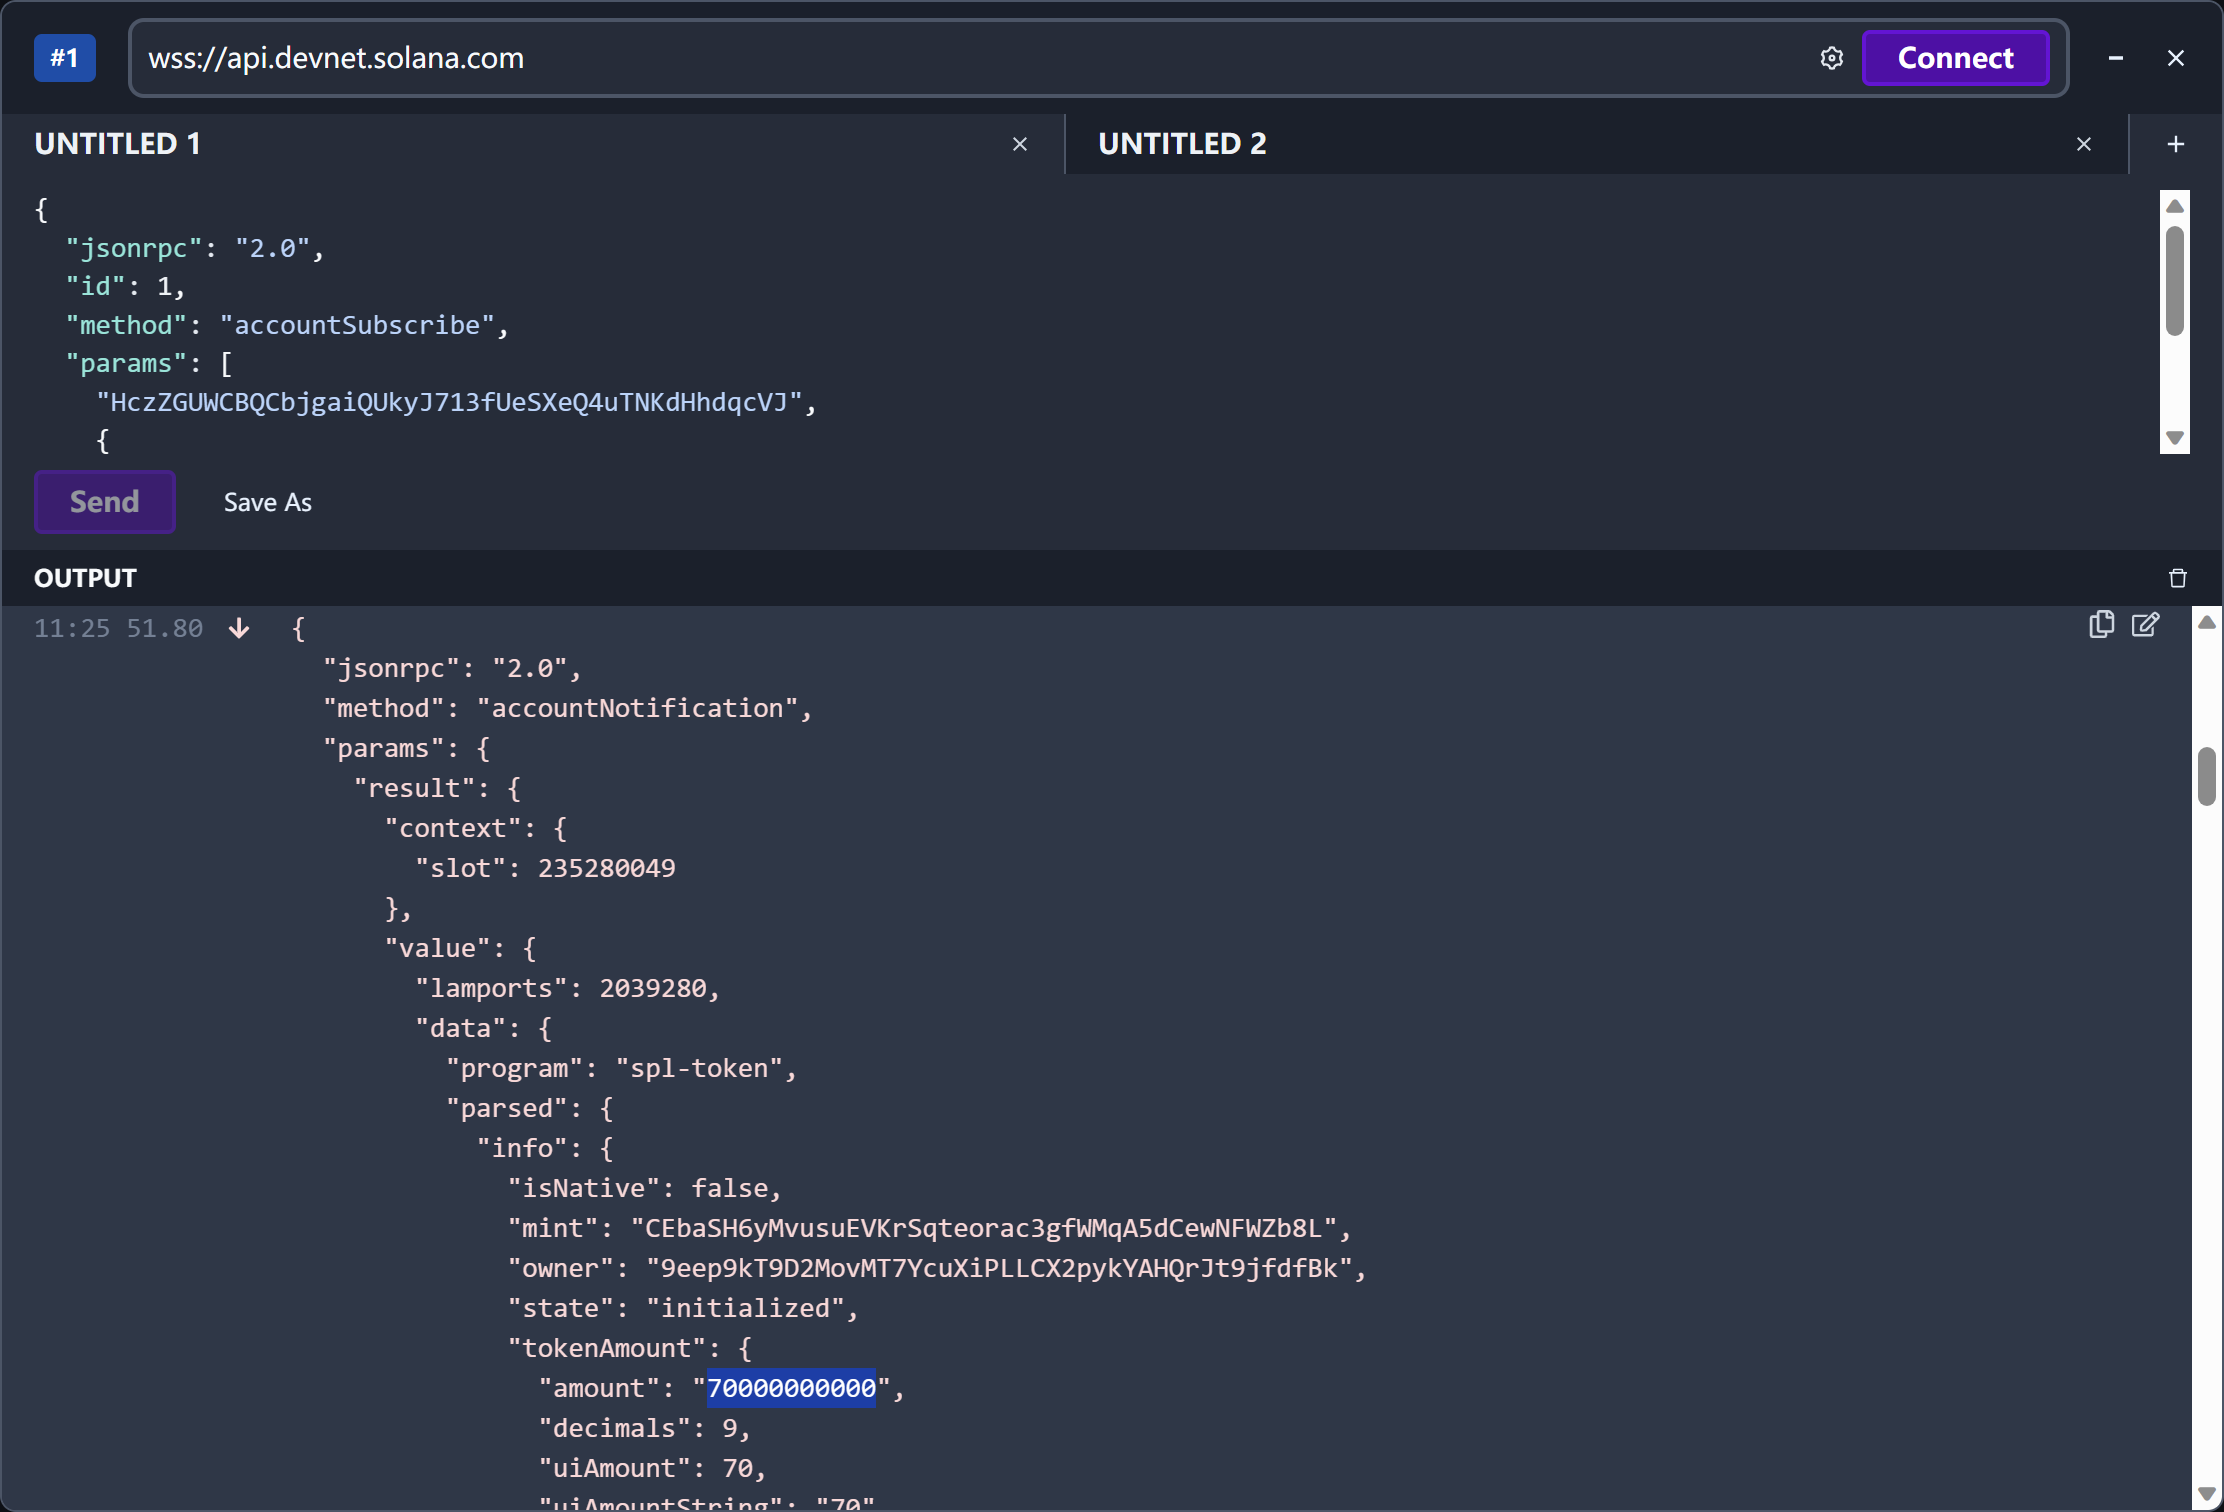 #1
wss://api.devnet.solana.com
Connect
UNTITLED 1
UNTITLED 2
{
"jsonrpc": "2.0",
"id": 1,
"method": "accountSubscribe",
"params": [
"HczZGUWCBQCbjgaiQUkyJ713fUeSXeQ4uTNKdHhdqcVJ",
{
Send
Save As
OUTPUT
11:25 51.80 {
"jsonrpc": "2.0",
"method": "accountNotification",
"params": {
"result": {
"context": {
"slot": 235280049
},
"value": {
"lamports": 2039280,
"data": {
"program": "spl-token",
"parsed": {
"info": {
"isNative": false,
"mint": "CEbaSH6yMvusuEVKrSqteorac3gfWMqA5dCewNFWZb8L",
"owner": "9eep9kT9D2MovMT7YcuXiPLLCX2pykYAHQrJt9jfdfBk",
"state": "initialized",
"tokenAmount": {
"amount": "70000000000",
"decimals": 9,
"uiAmount": 70,
"uiAmountString": "70"